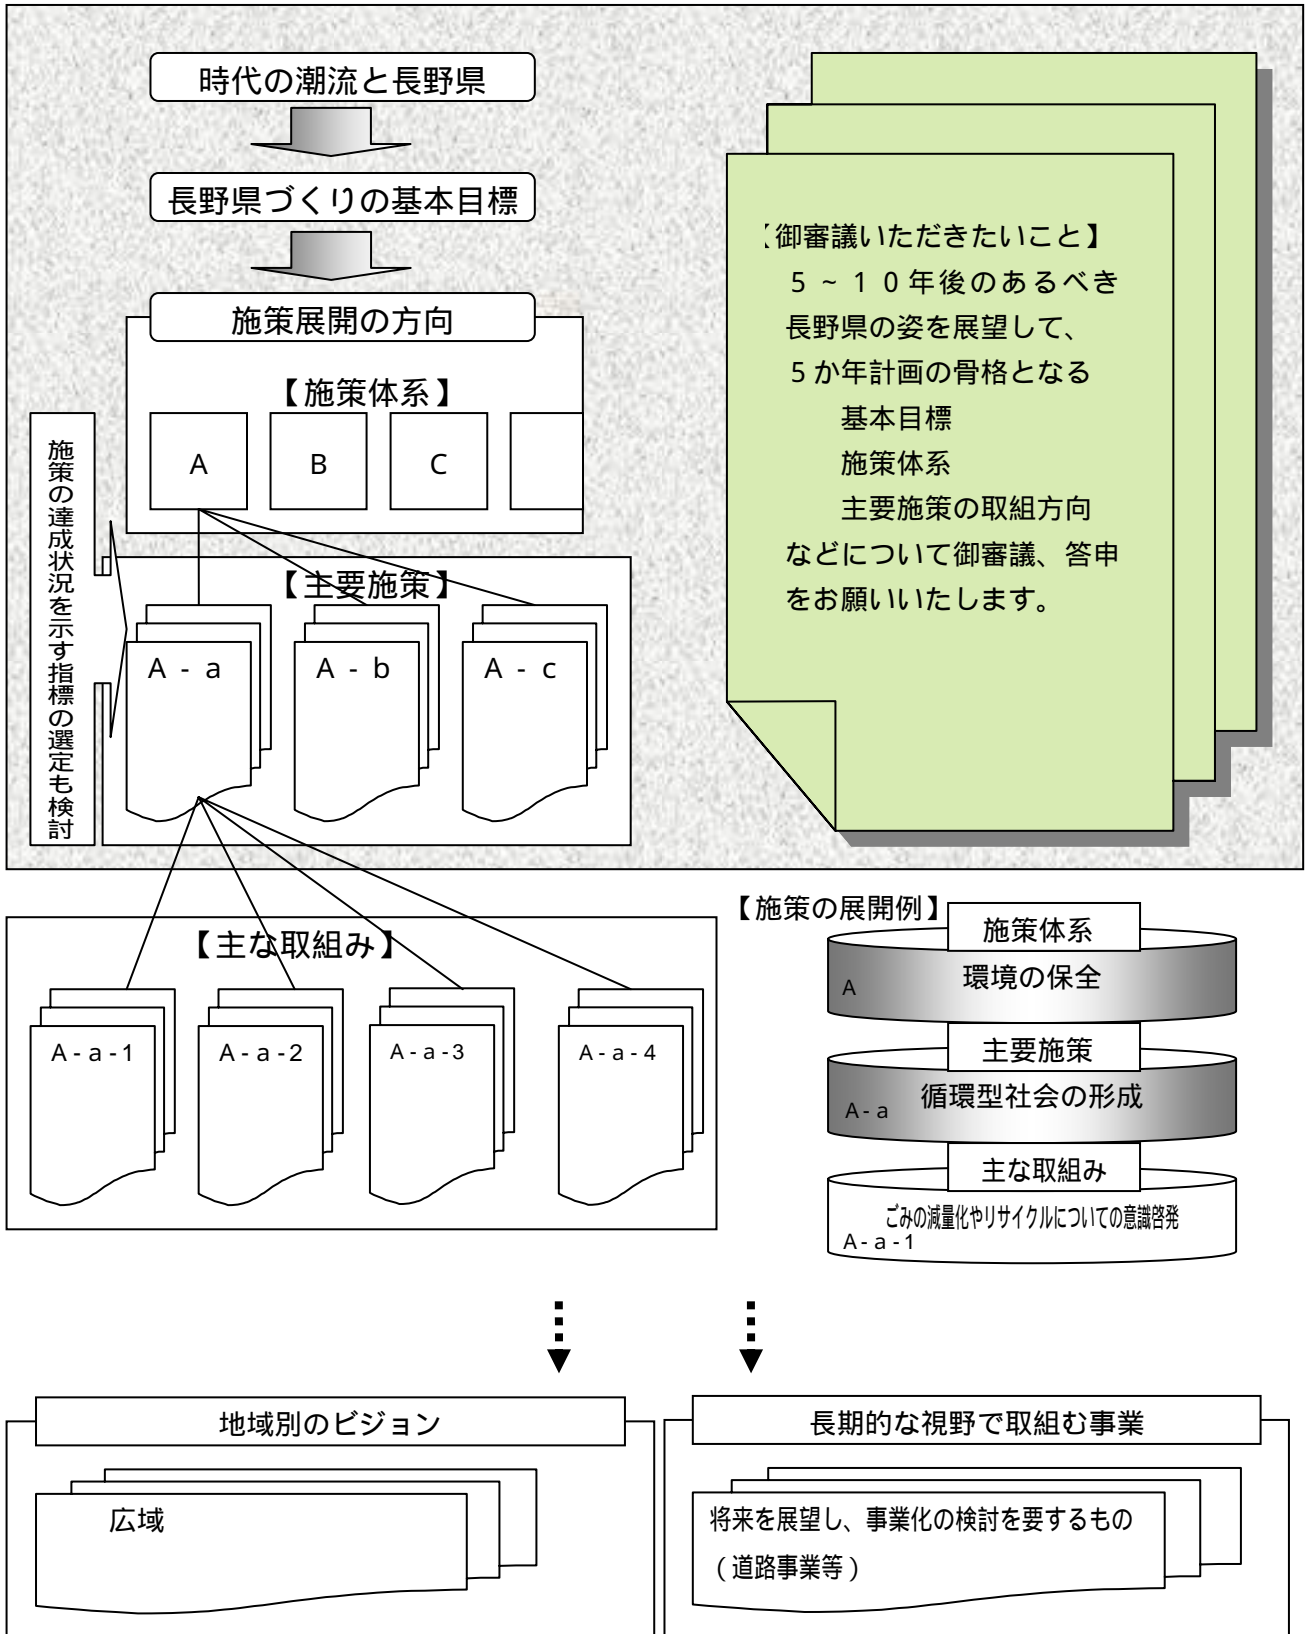 時代の潮流と長野県
長野県づくりの基本目標
施策展開の方向
【施策体系】
A
B
C
施策の達成状況を示す指標の選定も検討
【主要施策】
A - a
A - b
A - c
【御審議いただきたいこと】
5 ~ 1 0 年後のあるべき
長野県の姿を展望して、
5 か年計画の骨格となる
基本目標
施策体系
主要施策の取組方向
などについて御審議、答申
をお願いいたします。
【主な取組み】
A - a - 1
A - a - 2
A - a - 3
A - a - 4
【施策の展開例】
施策体系
環境の保全
A
主要施策
循環型社会の形成
A - a
主な取組み
ごみの減量化やリサイクルについての意識啓発
A - a - 1
地域別のビジョン
広域
長期的な視野で取組む事業
将来を展望し、事業化の検討を要するもの
(道路事業等)